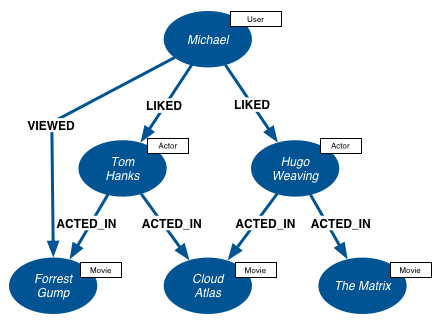 User
Michael
LIKED
LIKED
VIEWED
Actor
Tom
Hanks
Actor
Hugo
Weaving
ACTED_IN
ACTED_IN
ACTED_IN
ACTED_IN
Movie
Forrest
Gump
Movie
Cloud
Atlas
Movie
The Matrix